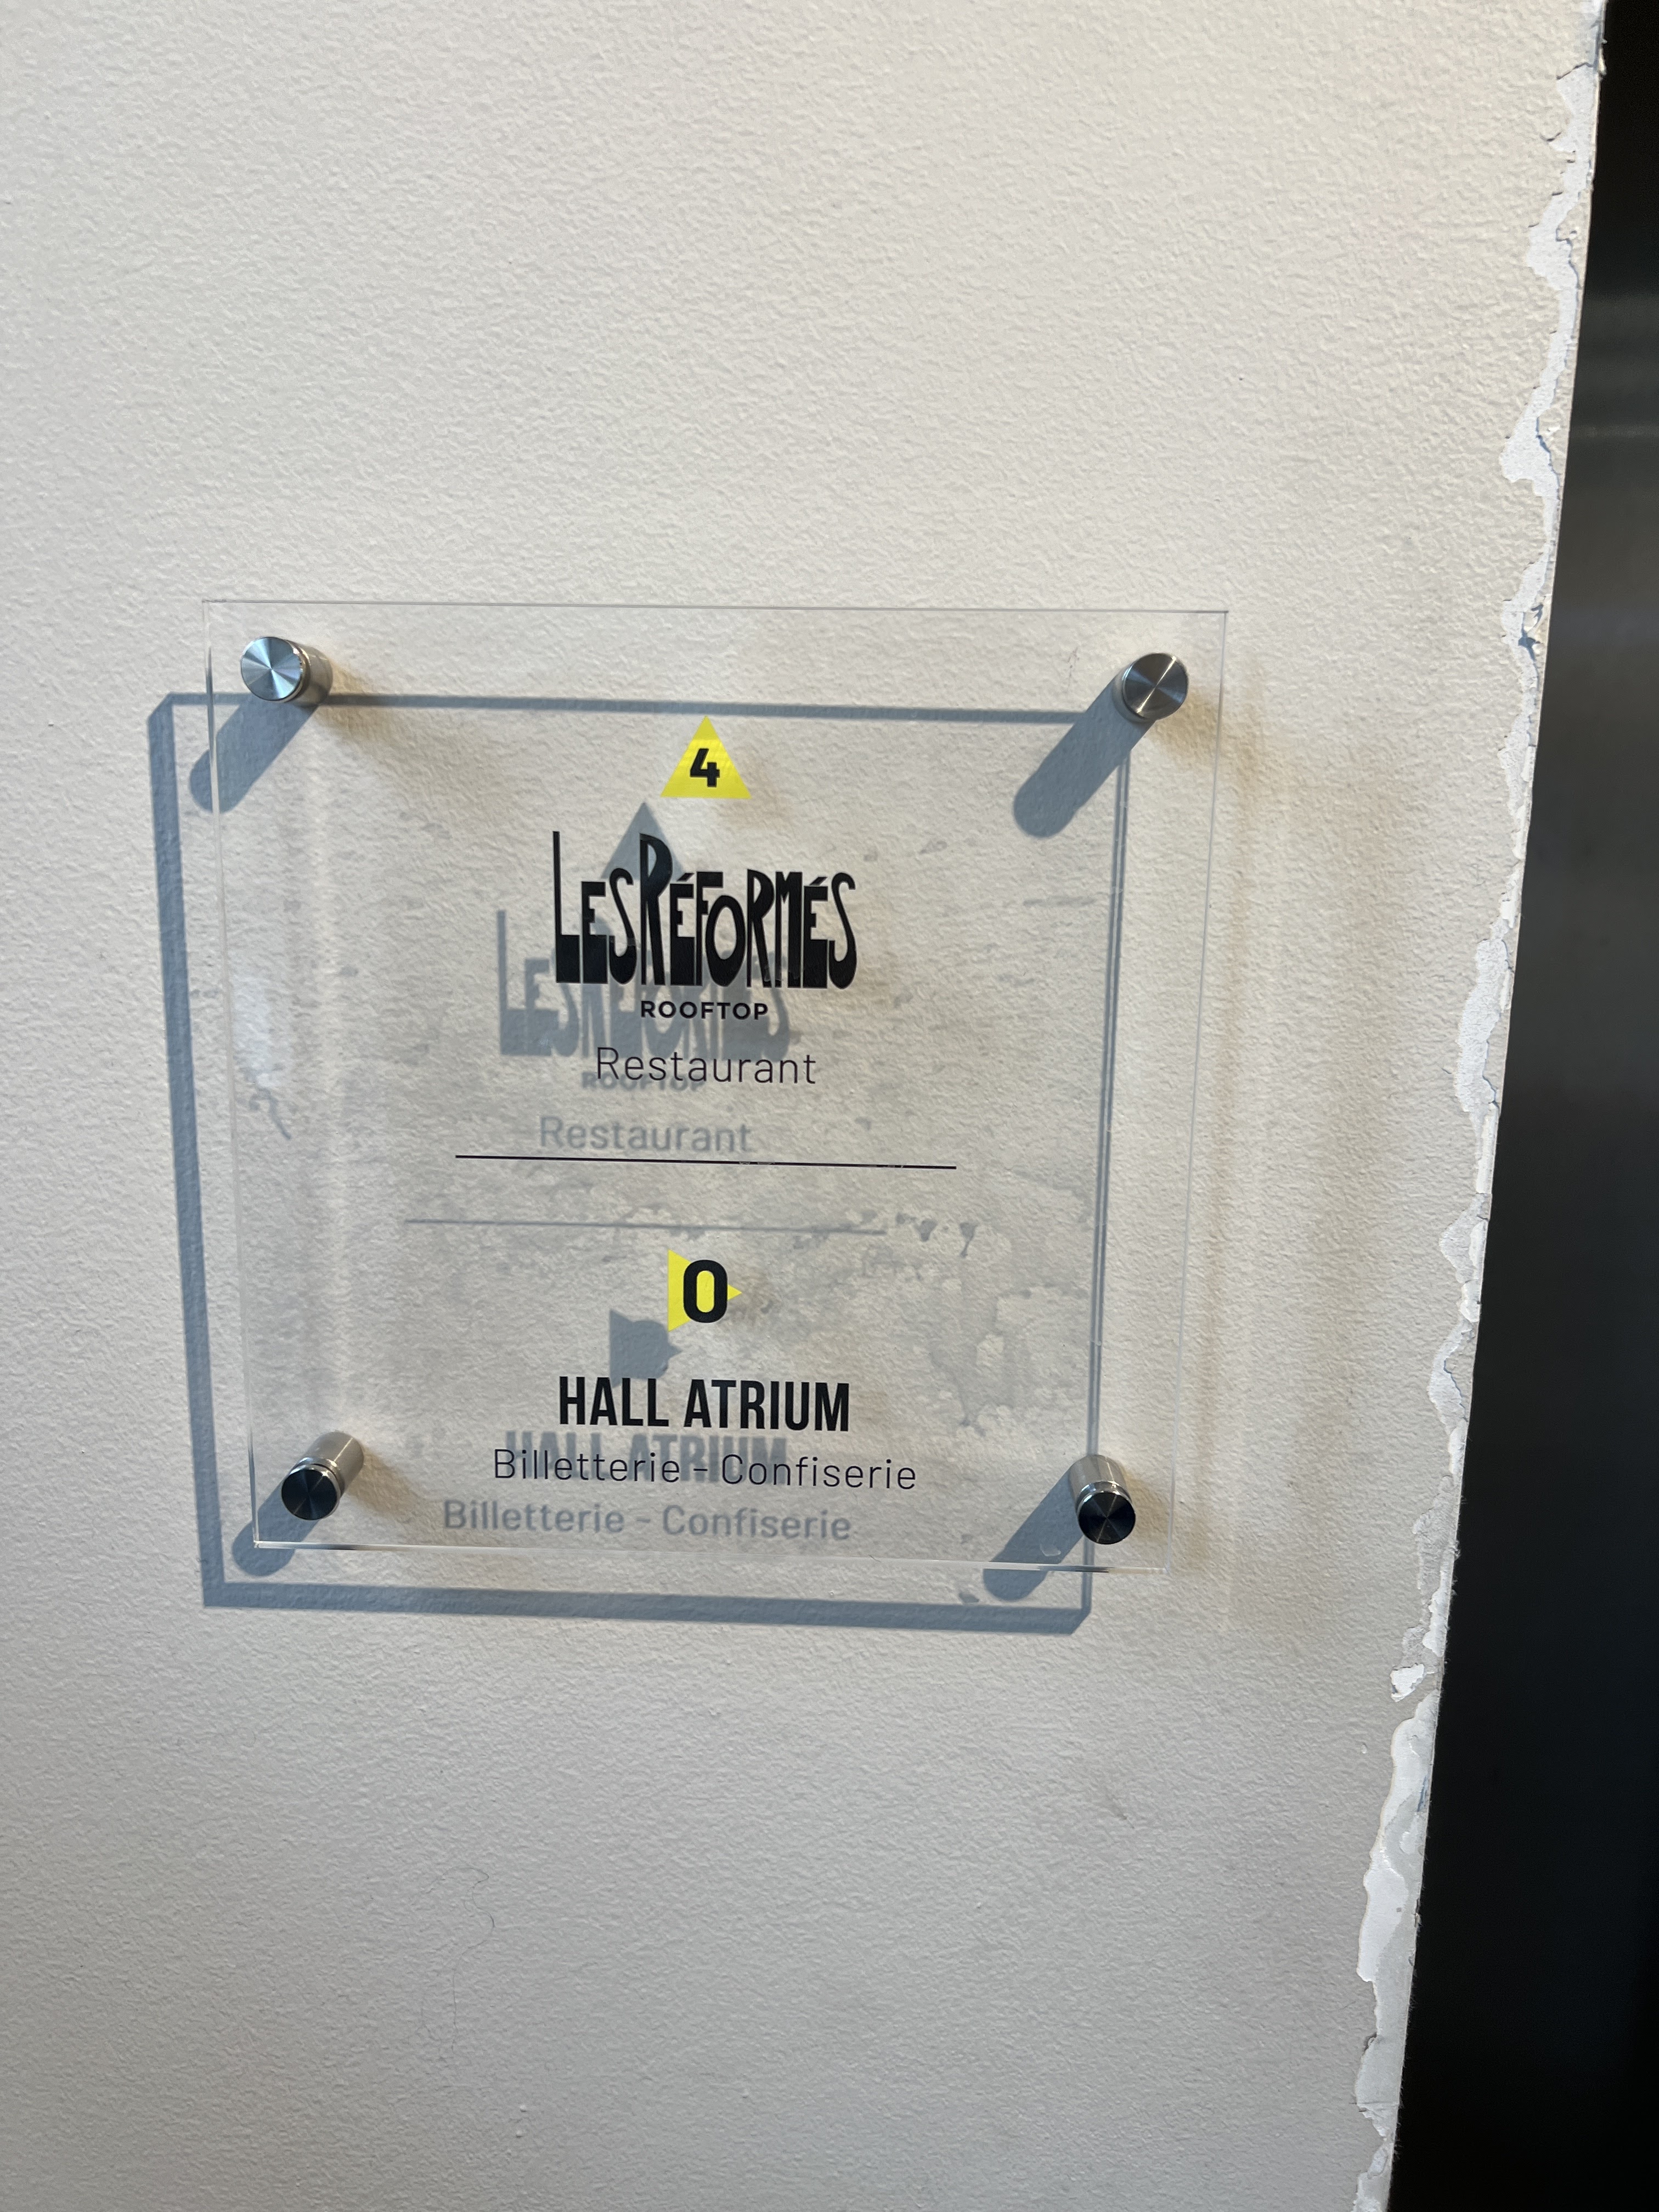 4
LES RÉFORMÉS
ROOFTOP
Restaurant
0
HALL ATRIUM
Billetterie - Confiserie